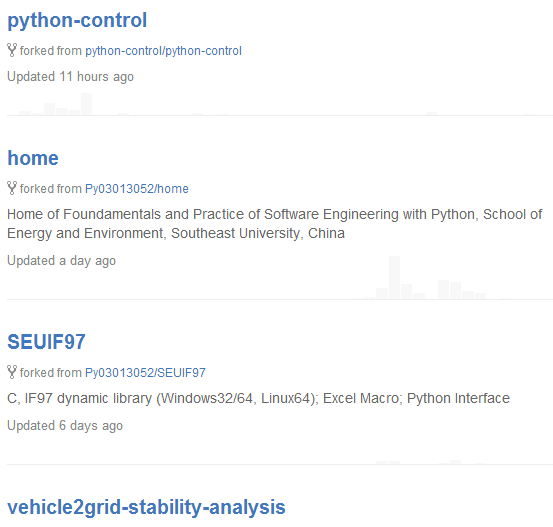 python-control
forked from python-control/python-control
Updated 11 hours ago
home
forked from Py03013052/home
Home of Foundamentals and Practice of Software Engineering with Python, School of
Energy and Environment, Southeast University, China
Updated a day ago
SEUIF97
forked from Py03013052/SEUIF97
C, IF97 dynamic library (Windows32/64, Linux64); Excel Macro; Python Interface
Updated 6 days ago
vehicle2grid-stability-analysis